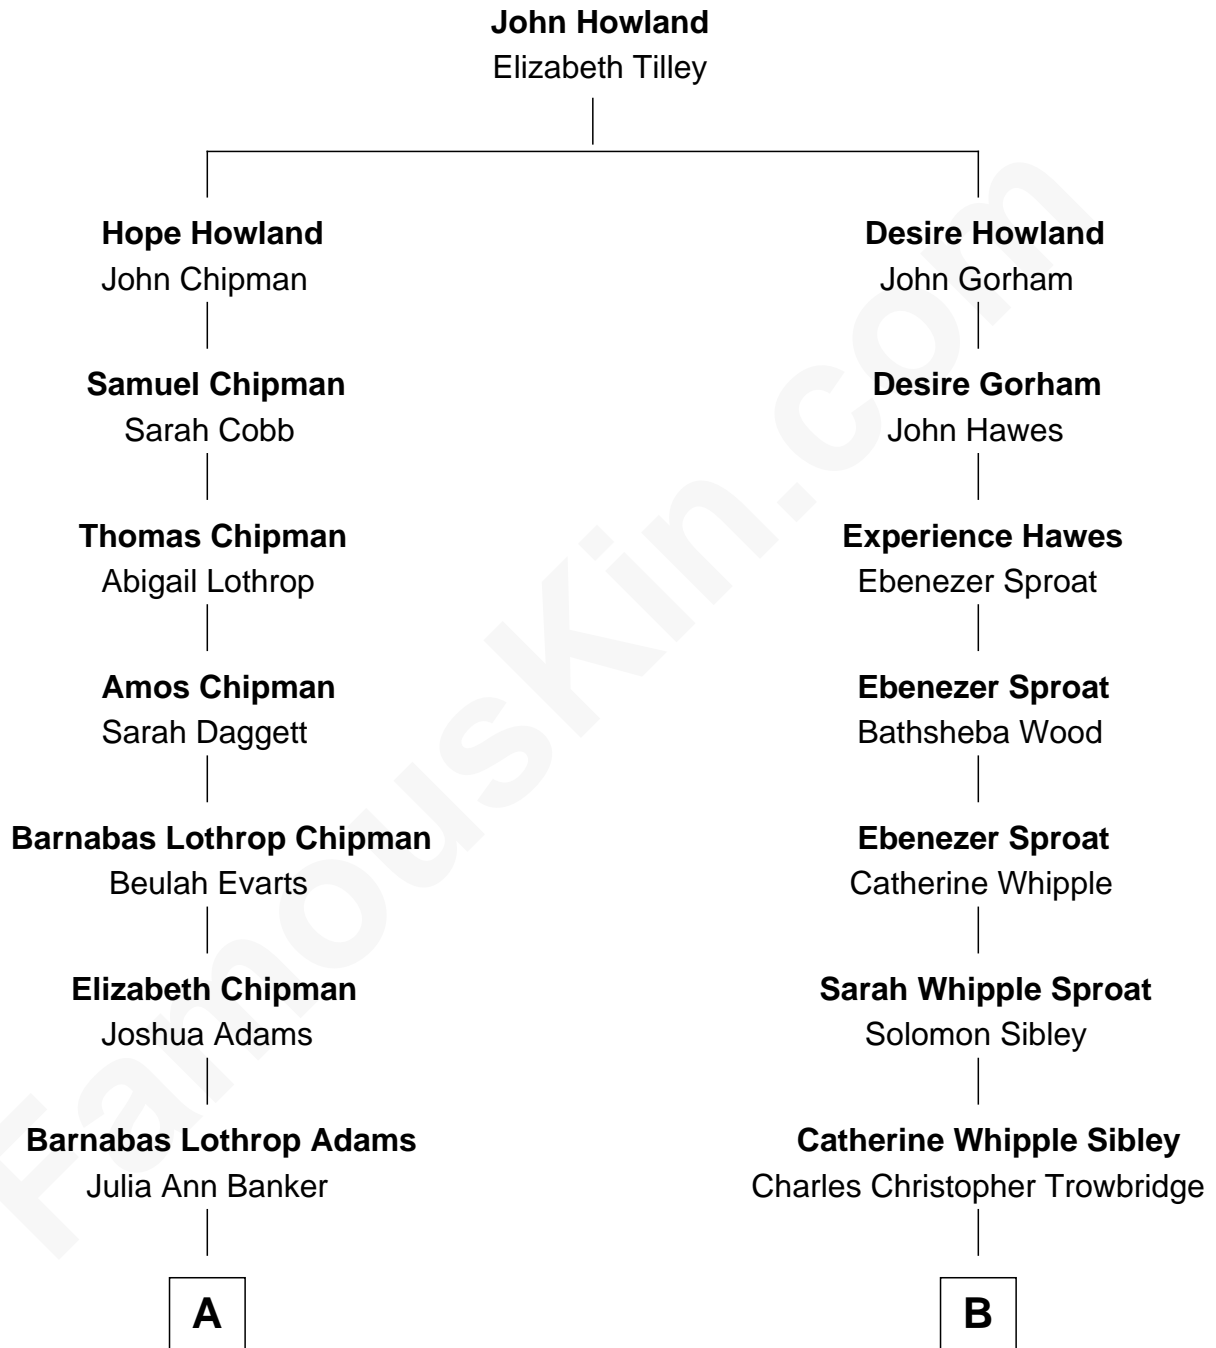 John Howland
Elizabeth Tilley
Hope Howland
John Chipman
Desire Howland
John Gorham
Samuel Chipman
Sarah Cobb
Desire Gorham
John Hawes
Thomas Chipman
Abigail Lothrop
Experience Hawes
Ebenezer Sproat
Amos Chipman
Sarah Daggett
Ebenezer Sproat
Bathsheba Wood
Barnabas Lothrop Chipman
Beulah Evarts
Ebenezer Sproat
Catherine Whipple
Elizabeth Chipman
Joshua Adams
Sarah Whipple Sproat
Solomon Sibley
Barnabas Lothrop Adams
Julia Ann Banker
Catherine Whipple Sibley
Charles Christopher Trowbridge
A
B
FamousKin.com